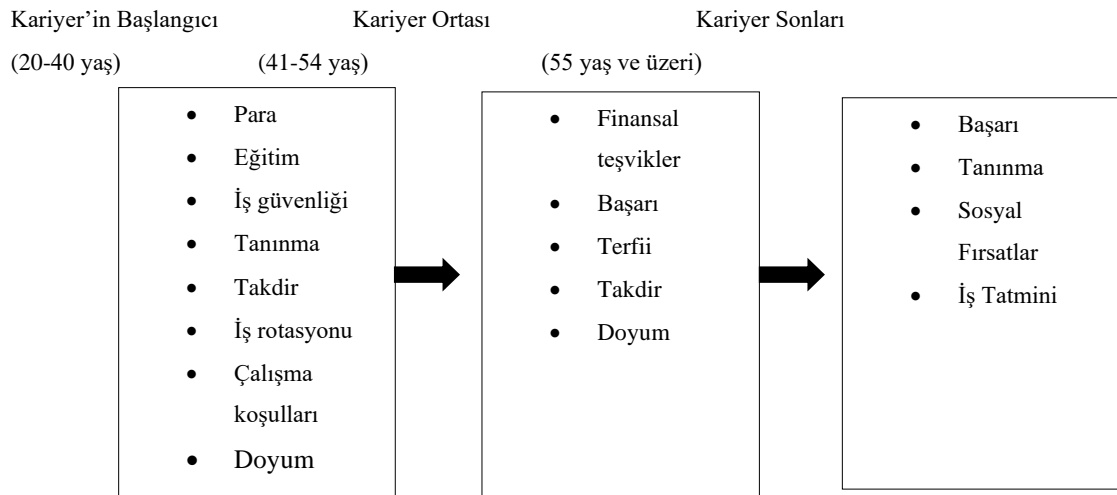 Kariyer’in Başlangıcı Kariyer Ortası Kariyer Sonları
(20-40 yaş) (41-54 yaş) (55 yaş ve üzeri)
• Para
• Eğitim
• İş güvenliği
• Tanınma
• Takdir
• İş rotasyonu
• Çalışma
koşulları
• Doyum
• Finansal
teşvikler
• Başarı
• Terfii
• Takdir
• Doyum
• Başarı
• Tanınma
• Sosyal
Fırsatlar
• İş Tatmini